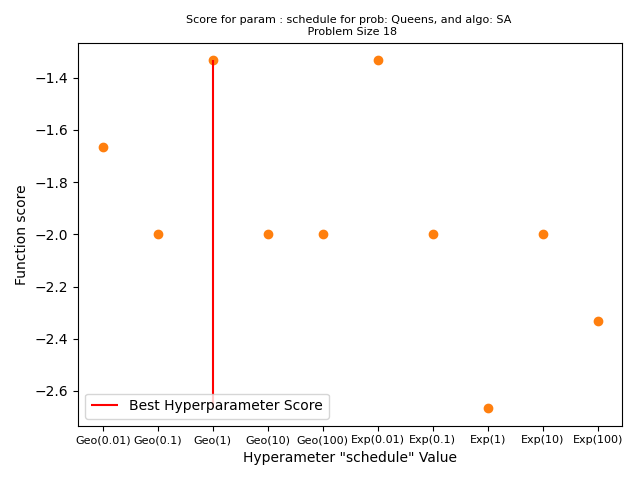 Score for param : schedule for prob: Queens, and algo: SA
Problem Size 18
Function score
−1.4
−1.6
−1.8
−2.0
−2.2
−2.4
−2.6
Best Hyperparameter Score
Geo(0.01) Geo(0.1) Geo(1) Geo(10) Geo(100) Exp(0.01) Exp(0.1) Exp(1) Exp(10) Exp(100)
Hyperameter "schedule" Value